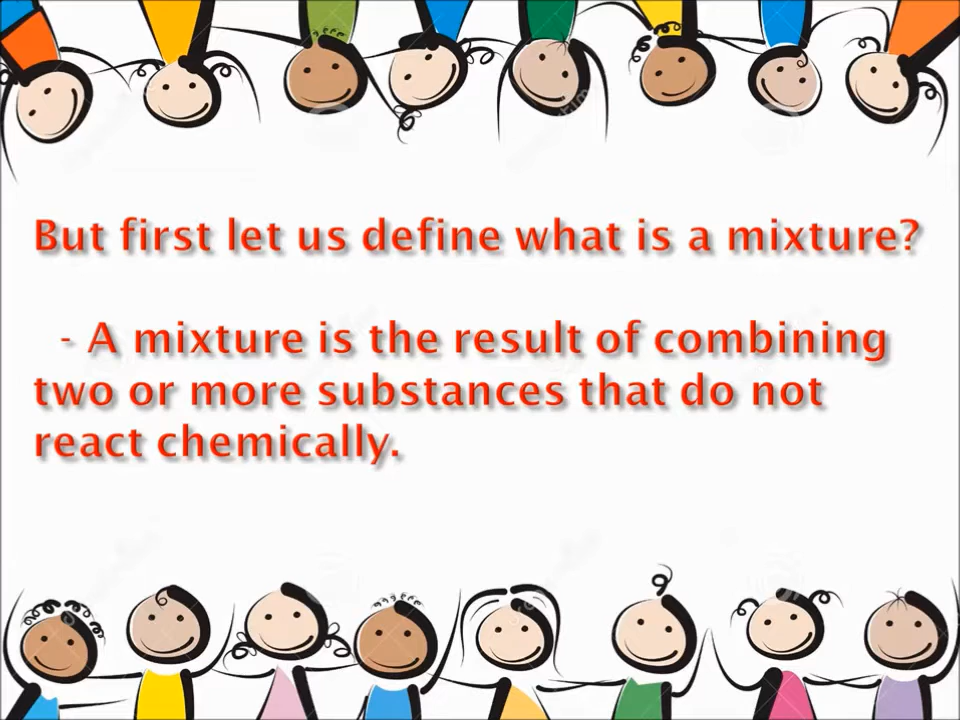 But first let us define what is a mixture?
- A mixture is the result of combining
two or more substances that do not
react chemically.